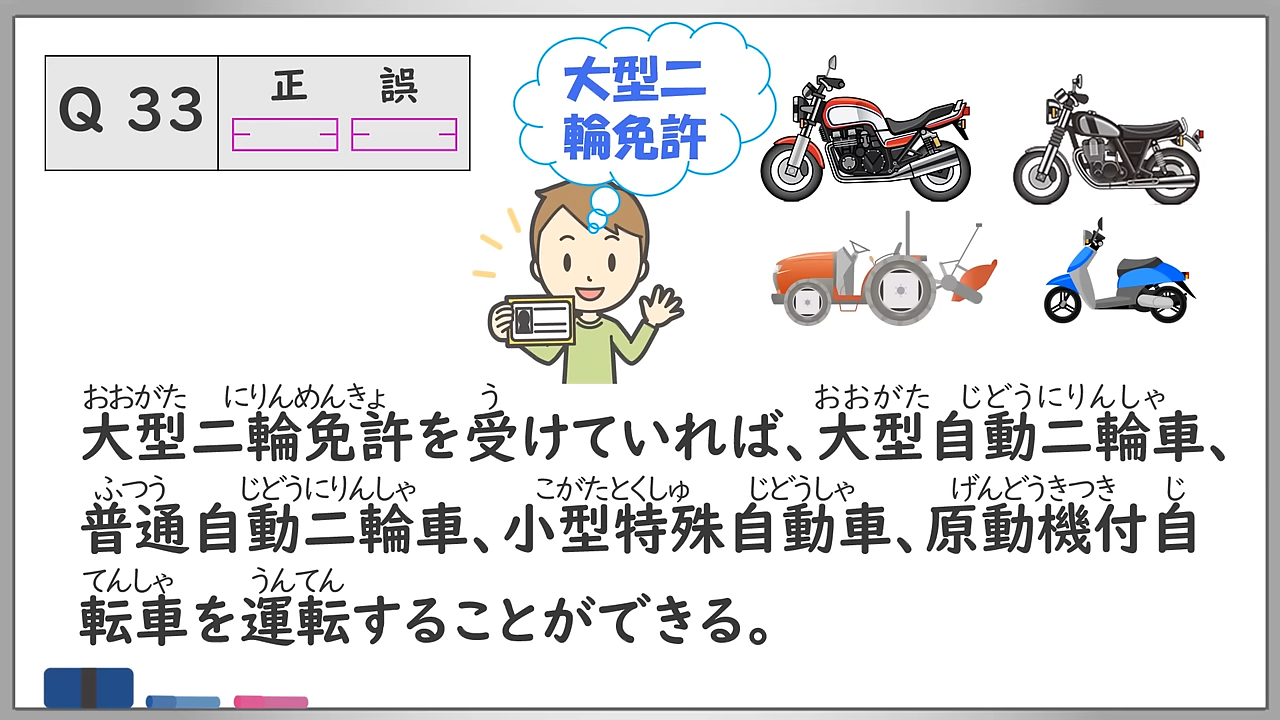 Q 33
正 誤
大型二
輪免許
おおがた にりんめんきょ う おおがた じどうにりんしゃ
大型二輪免許を受けていれば、大型自動二輪車、
ふつう じどうにりんしゃ こがたとくしゅ じどうしゃ げんどうきつき じ
普通自動二輪車、小型特殊自動車、原動機付自
てんしゃ うんてん
転車を運転することができる。